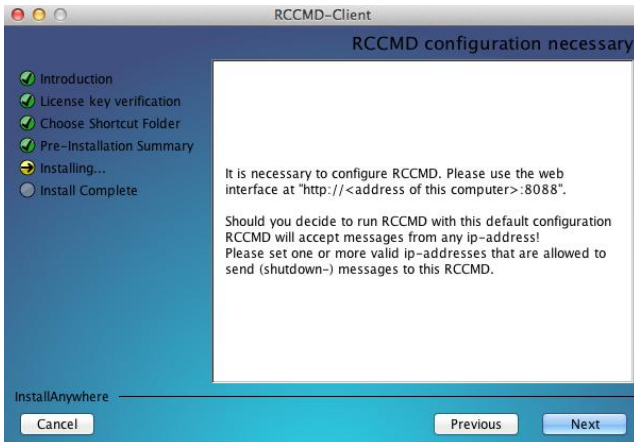 RCCMD-Client
RCCMD configuration necessary
Introduction
License key verification
Choose Shortcut Folder
Pre-Installation Summary
Installing...
Install Complete
It is necessary to configure RCCMD. Please use the web
interface at "http://<address of this computer>:8088".
Should you decide to run RCCMD with this default configuration
RCCMD will accept messages from any ip-address!
Please set one or more valid ip-addresses that are allowed to
send (shutdown-) messages to this RCCMD.
InstallAnywhere
Cancel
Previous
Next